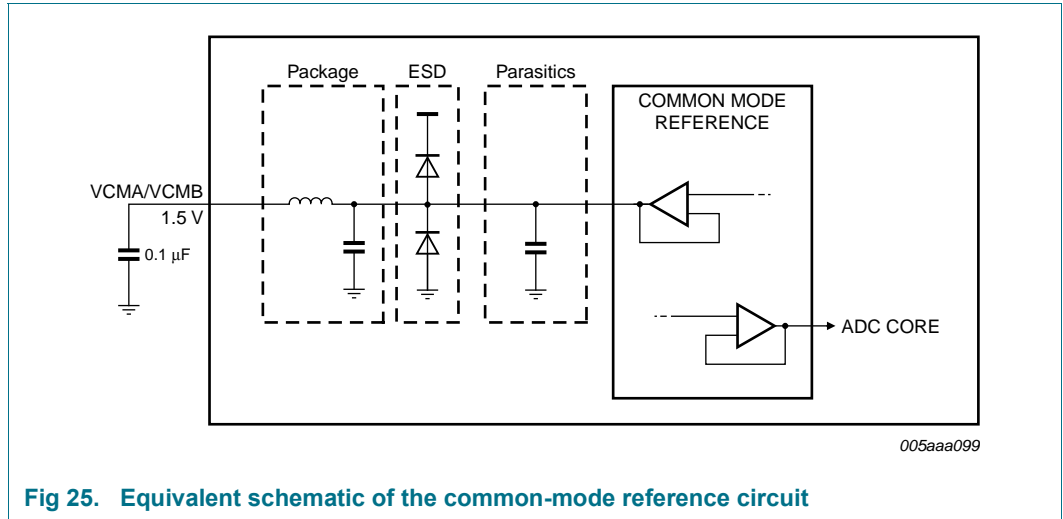 Package
ESD
Parasitics
COMMON MODE
REFERENCE
VCMA/VCMB
1.5 V
0.1 μF
ADC CORE
005aaa099
Fig 25. Equivalent schematic of the common-mode reference circuit